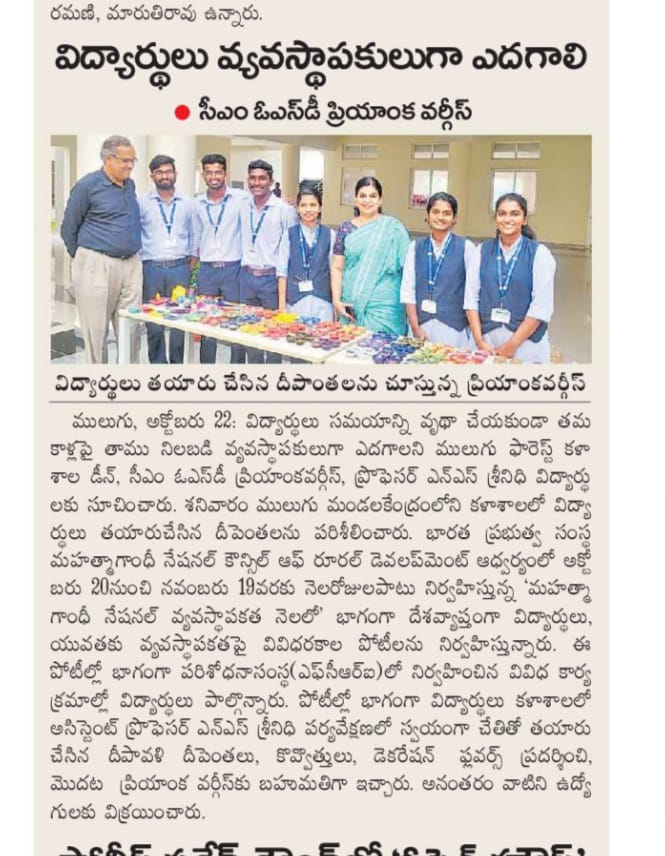 రమణి, మారుతిరావు ఉన్నారు.
విద్యార్థులు వ్యవస్థాపకులుగా ఎదగాలి
● సీఎం ఓఎస్‌డీ ప్రియాంక వర్గీస్
విద్యార్థులు తయారు చేసిన దీపాంతలను చూస్తున్న ప్రియాంకవర్గీస్
ములుగు, అక్టోబరు 22: విద్యార్థులు సమయాన్ని వృథా చేయకుండా తమ
కాళ్లపై తాము నిలబడి వ్యవస్థాపకులుగా ఎదగాలని ములుగు ఫారెస్ట్ కళా
శాల డీన్, సీఎం ఓఎస్‌డీ ప్రియాంకవర్గీస్, ప్రొఫెసర్ ఎన్ఎస్ శ్రీనిధి విద్యార్థు
లకు సూచించారు. శనివారం ములుగు మండలకేంద్రంలోని కళాశాలలో విద్యా
ర్థులు తయారుచేసిన దీపెంతలను పరిశీలించారు. భారత ప్రభుత్వ సంస్థ
మహాత్మాగాంధీ నేషనల్ కౌన్సిల్ ఆఫ్ రూరల్ డెవలప్‌మెంట్ ఆధ్వర్యంలో అక్టో
బరు 20నుంచి నవంబరు 19వరకు నెలరోజులపాటు నిర్వహిస్తున్న 'మహత్మా
గాంధీ నేషనల్ వ్యవస్థాపకత నెలలో' భాగంగా దేశవ్యాప్తంగా విద్యార్థులు,
యువతకు వ్యవస్థాపకతపై వివిధరకాల పోటీలను నిర్వహిస్తున్నారు. ఈ
పోటీల్లో భాగంగా పరిశోధనాసంస్థ(ఎఫ్‌సీఆర్ఐ)లో నిర్వహించిన వివిధ కార్య
క్రమాల్లో విద్యార్థులు పాల్గొన్నారు. పోటీల్లో భాగంగా విద్యార్థులు కళాశాలలో
అసిస్టెంట్ ప్రొఫెసర్ ఎన్ఎస్ శ్రీనిధి పర్యవేక్షణలో స్వయంగా చేతితో తయారు
చేసిన దీపావళి దీపెంతలు, కొవ్వొత్తులు, డెకరేషన్ ఫ్లవర్స్ ప్రదర్శించి,
మొదట ప్రియాంక వర్గీస్‌కు బహుమతిగా ఇచ్చారు. అనంతరం వాటిని ఉద్యో
గులకు విక్రయించారు.